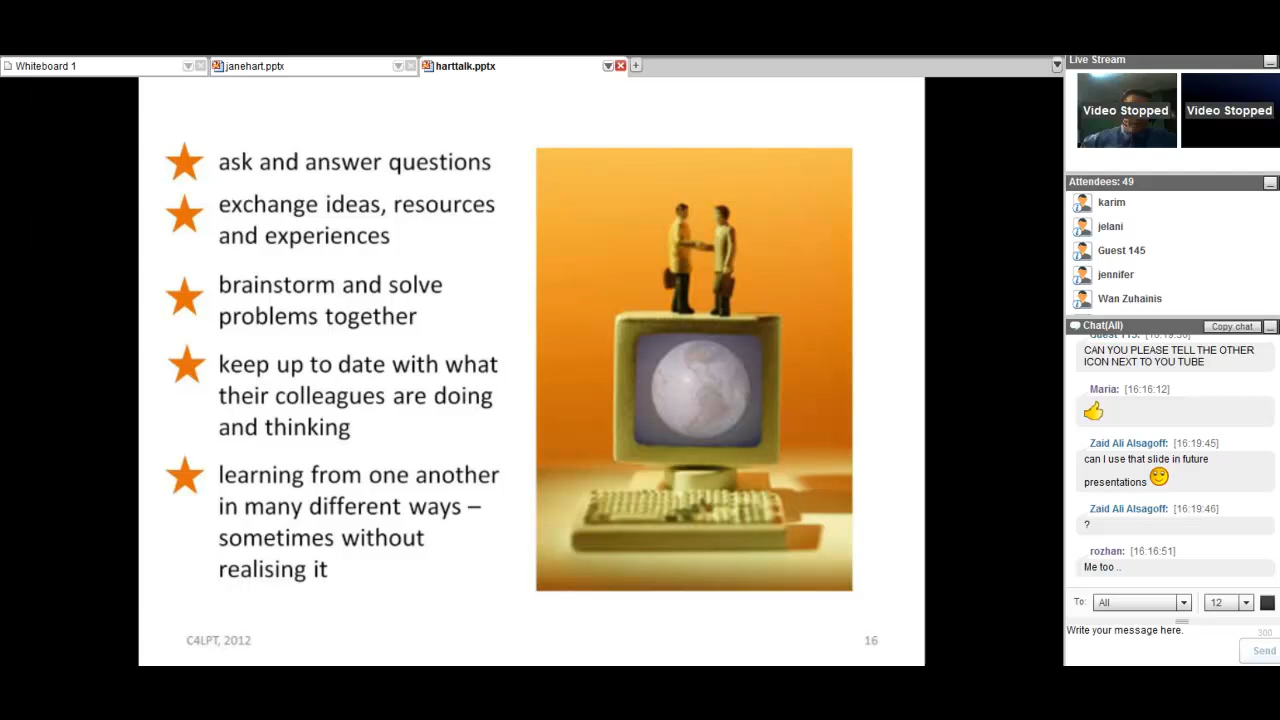 Whiteboard 1
janehart.pptx
harttalk.pptx
ask and answer questions
exchange ideas, resources
and experiences
brainstorm and solve
problems together
keep up to date with what
their colleagues are doing
and thinking
learning from one another
in many different ways –
sometimes without
realising it
C4LPT, 2012
16
Live Stream
Video Stopped
Video Stopped
Attendees: 49
karim
jelani
Guest 145
jennifer
Wan Zuhainis
Chat(All)
Copy chat
CAN YOU PLEASE TELL THE OTHER
ICON NEXT TO YOU TUBE
Maria: [16:16:12]
Zaid Ali Alsagoff: [16:19:45]
can I use that slide in future
presentations
Zaid Ali Alsagoff: [16:19:46]
?
rozhan: [16:16:51]
Me too ..
To: All 12
Write your message here.
300
Send